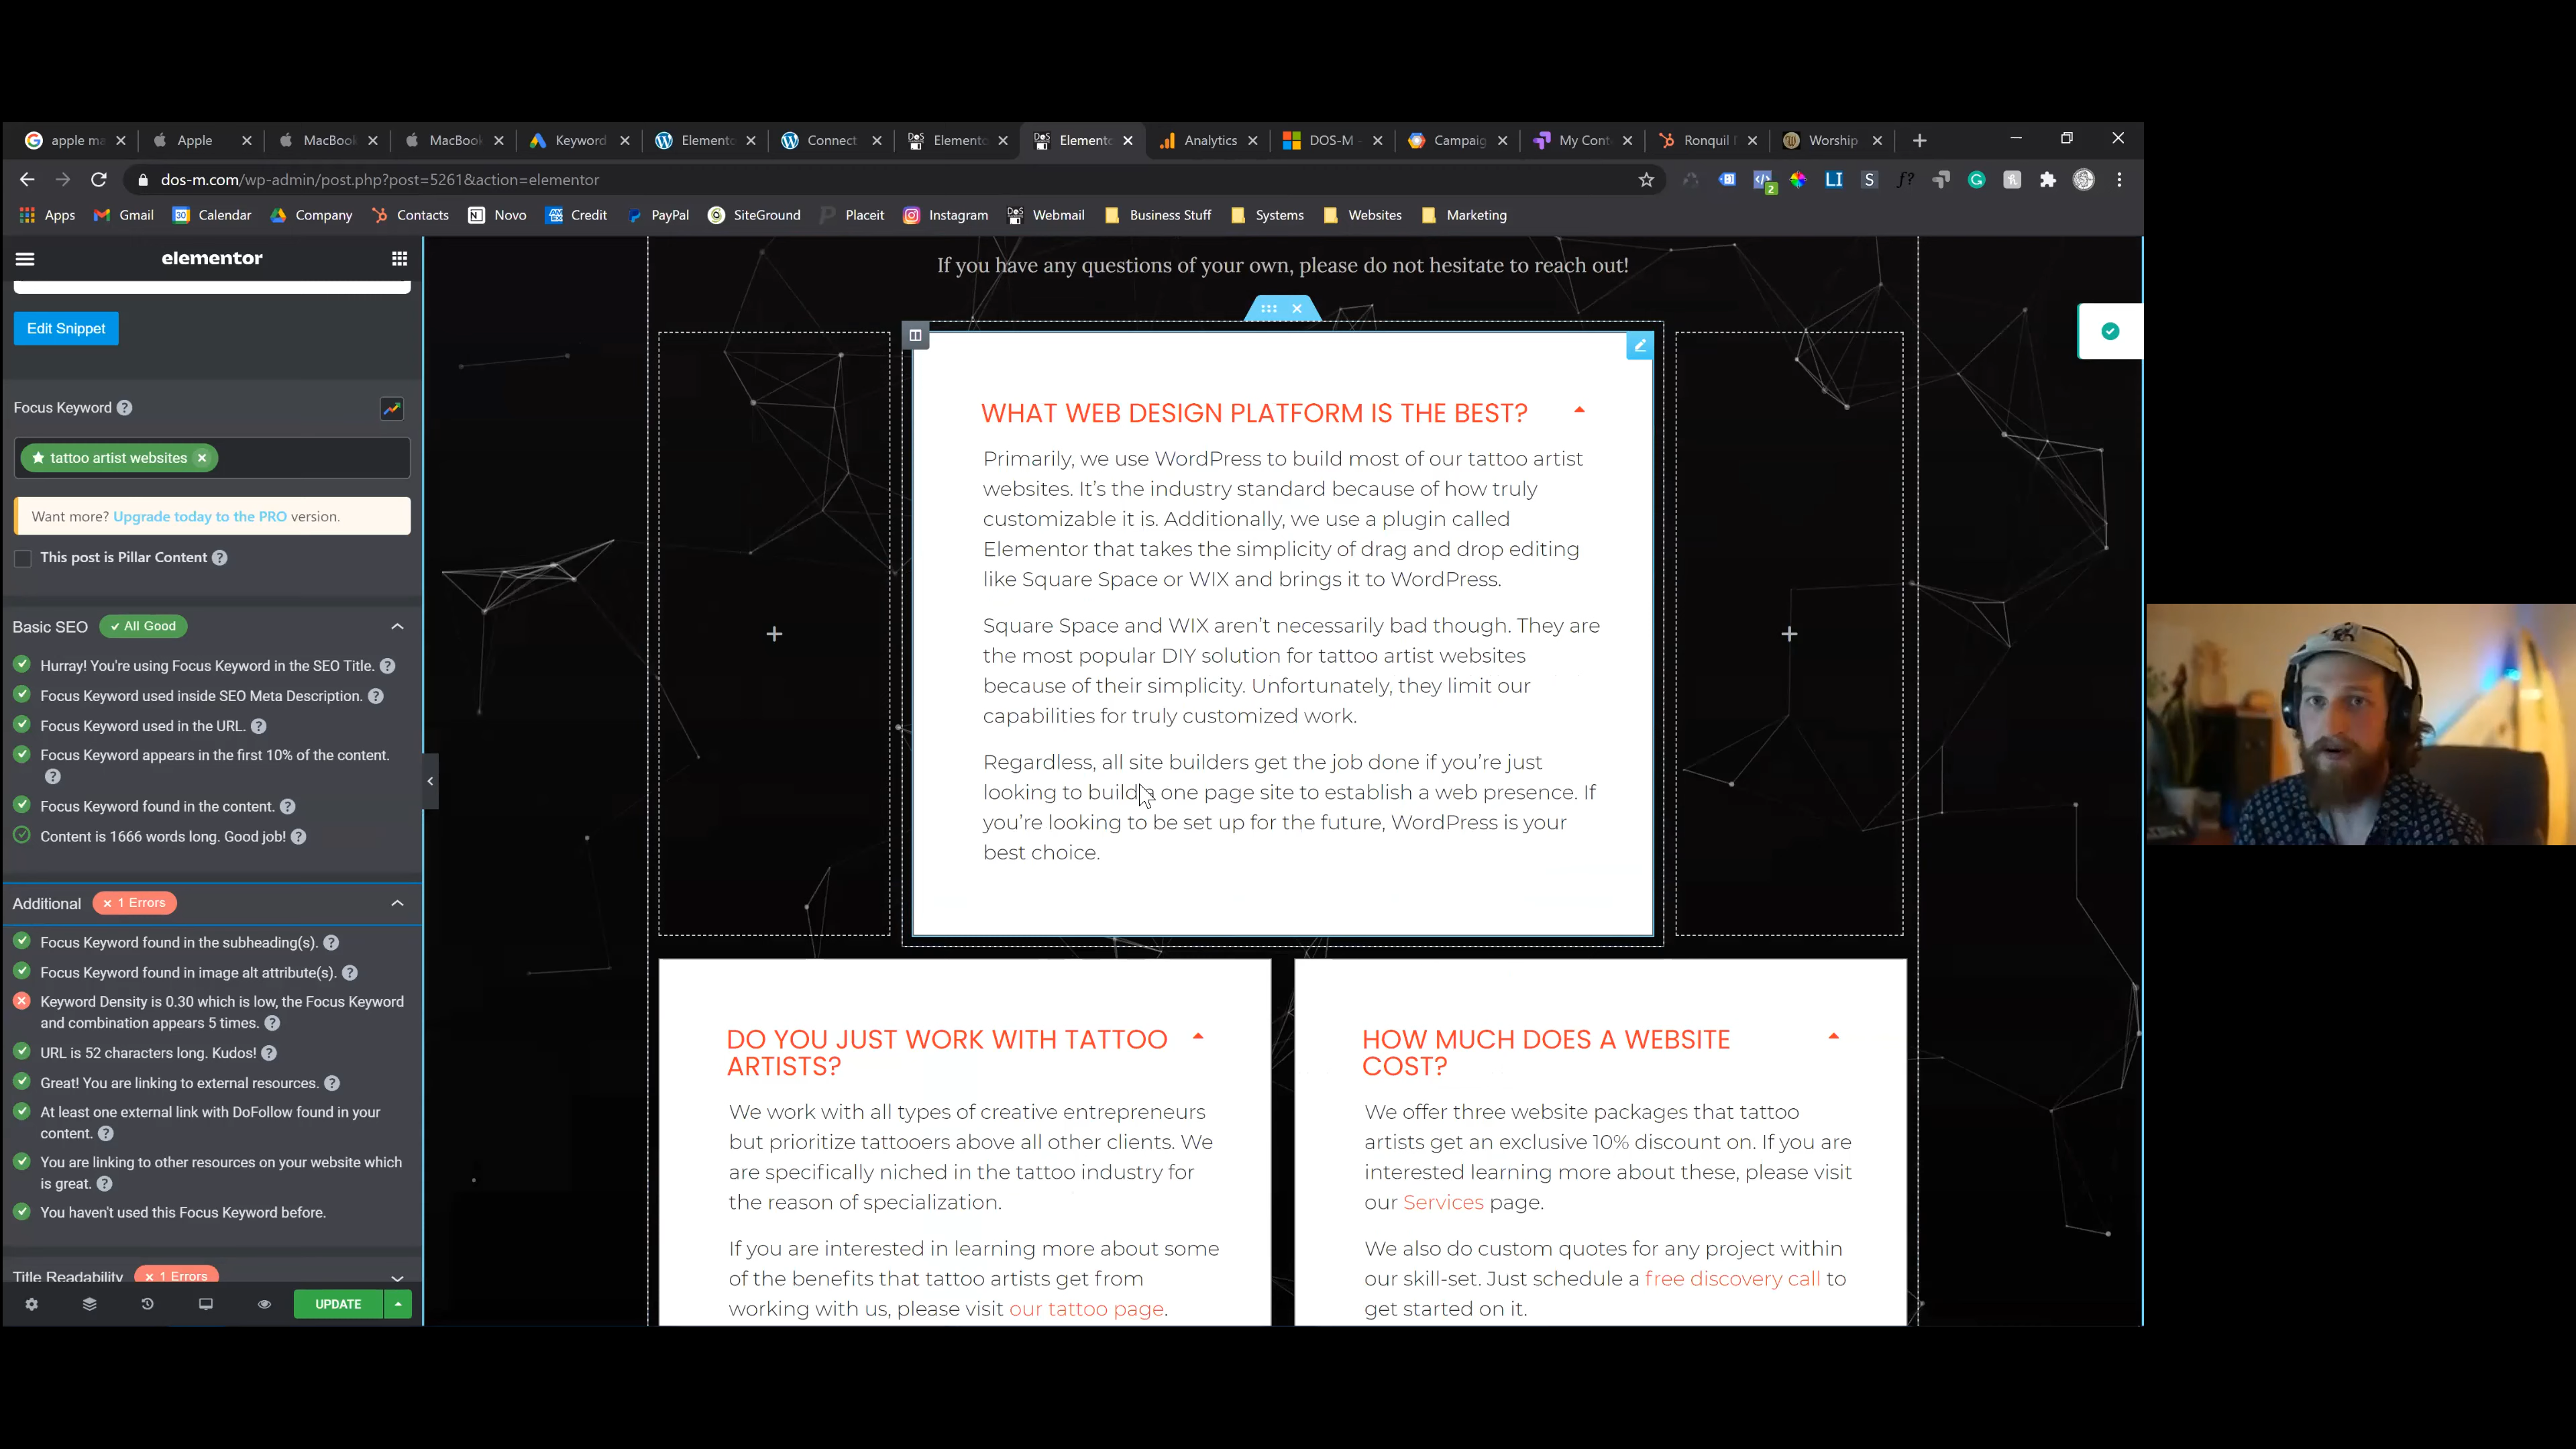 apple ma
Apple
MacBook
MacBook
Keyword
Elemento
Connect
DOS M
Elemento
DOS M
Elemento
Analytics
DOS-M -
Campaig
My Cont
Ronquil
Worship
dos-m.com/wp-admin/post.php?post=5261&action=elementor
2
LI
S
f?
Apps
Gmail
30 Calendar
Company
Contacts
N Novo
Credit
PayPal
SiteGround
Placeit
Instagram
Webmail
Business Stuff
Systems
Websites
Marketing
elementor
Edit Snippet
Focus Keyword ?
tattoo artist websites
Want more? Upgrade today to the PRO version.
This post is Pillar Content ?
Basic SEO All Good
Hurray! You're using Focus Keyword in the SEO Title. ?
Focus Keyword used inside SEO Meta Description. ?
Focus Keyword used in the URL. ?
Focus Keyword appears in the first 10% of the content.
?
Focus Keyword found in the content. ?
Content is 1666 words long. Good job! ?
Additional × 1 Errors
Focus Keyword found in the subheading(s). ?
Focus Keyword found in image alt attribute(s). ?
Keyword Density is 0.30 which is low, the Focus Keyword
and combination appears 5 times. ?
URL is 52 characters long. Kudos! ?
Great! You are linking to external resources. ?
At least one external link with DoFollow found in your
content. ?
You are linking to other resources on your website which
is great. ?
You haven't used this Focus Keyword before.
Title Readability × 1 Errors
UPDATE
If you have any questions of your own, please do not hesitate to reach out!
WHAT WEB DESIGN PLATFORM IS THE BEST?
Primarily, we use WordPress to build most of our tattoo artist
websites. It's the industry standard because of how truly
customizable it is. Additionally, we use a plugin called
Elementor that takes the simplicity of drag and drop editing
like Square Space or WIX and brings it to WordPress.
Square Space and WIX aren't necessarily bad though. They are
the most popular DIY solution for tattoo artist websites
because of their simplicity. Unfortunately, they limit our
capabilities for truly customized work.
Regardless, all site builders get the job done if you're just
looking to build a one page site to establish a web presence. If
you're looking to be set up for the future, WordPress is your
best choice.
DO YOU JUST WORK WITH TATTOO
ARTISTS?
We work with all types of creative entrepreneurs
but prioritize tattooers above all other clients. We
are specifically niched in the tattoo industry for
the reason of specialization.
If you are interested in learning more about some
of the benefits that tattoo artists get from
working with us, please visit our tattoo page.
HOW MUCH DOES A WEBSITE
COST?
We offer three website packages that tattoo
artists get an exclusive 10% discount on. If you are
interested learning more about these, please visit
our Services page.
We also do custom quotes for any project within
our skill-set. Just schedule a free discovery call to
get started on it.